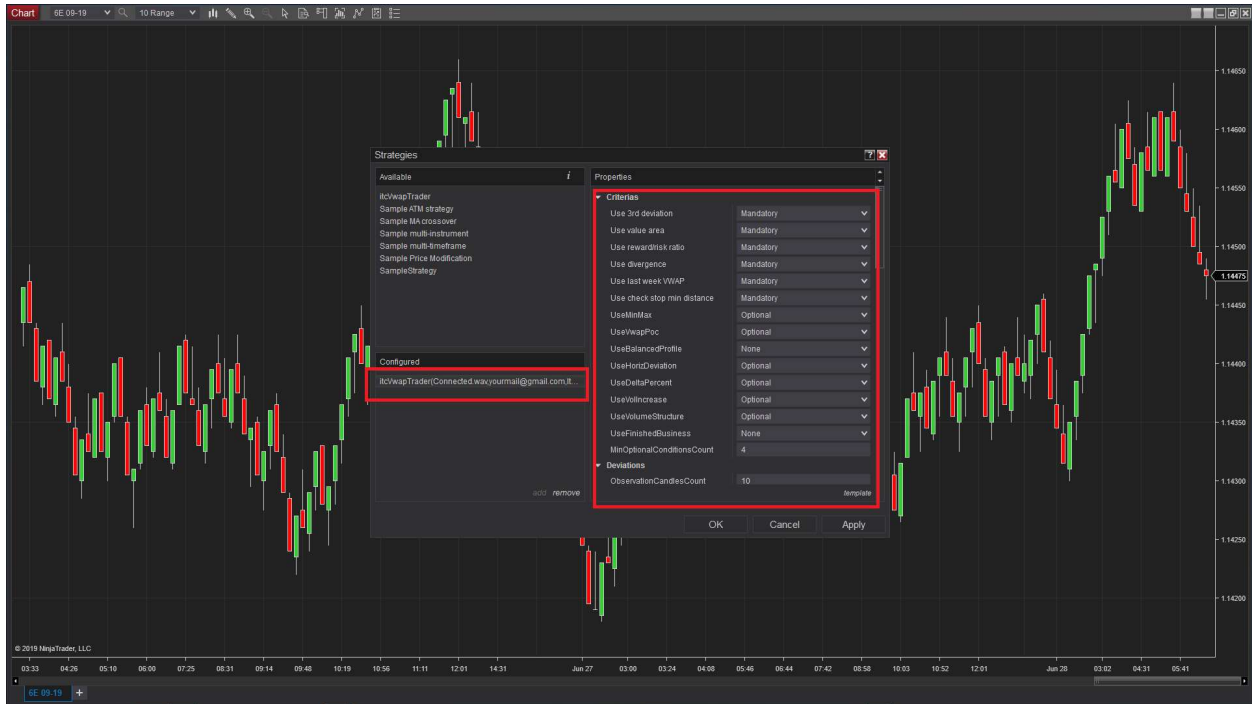 Chart 6E 09-19 10 Range
1.14650
1.14600
1.14550
1.14500
1.14475
1.14450
1.14400
1.14350
1.14300
1.14250
1.14200
Strategies ?
Available i
itcVwapTrader
Sample ATM strategy
Sample MA crossover
Sample multi-instrument
Sample multi-timeframe
Sample Price Modification
SampleStrategy
Configured
itcVwapTrader(Connected.wav,yourmail@gmail.com,It...
add remove
Properties
Criterias
Use 3rd deviation Mandatory
Use value area Mandatory
Use reward/risk ratio Mandatory
Use divergence Mandatory
Use last week VWAP Mandatory
Use check stop min distance Mandatory
UseMinMax Optional
UseVwapPoc Optional
UseBalancedProfile None
UseHorizDeviation Optional
UseDeltaPercent Optional
UseVolIncrease Optional
UseVolumeStructure Optional
UseFinishedBusiness None
MinOptionalConditionsCount 4
Deviations
ObservationCandlesCount 10
template
OK Cancel Apply
© 2019 NinjaTrader, LLC
03:33 04:26 05:10 06:00 07:25 08:31 09:14 09:48 10:19 10:56 11:11 12:01 14:31 Jun 27 03:00 03:24 04:08 05:46 06:44 07:42 08:58 10:03 10:52 12:01 Jun 28 03:02 04:31 05:41
6E 09-19 +